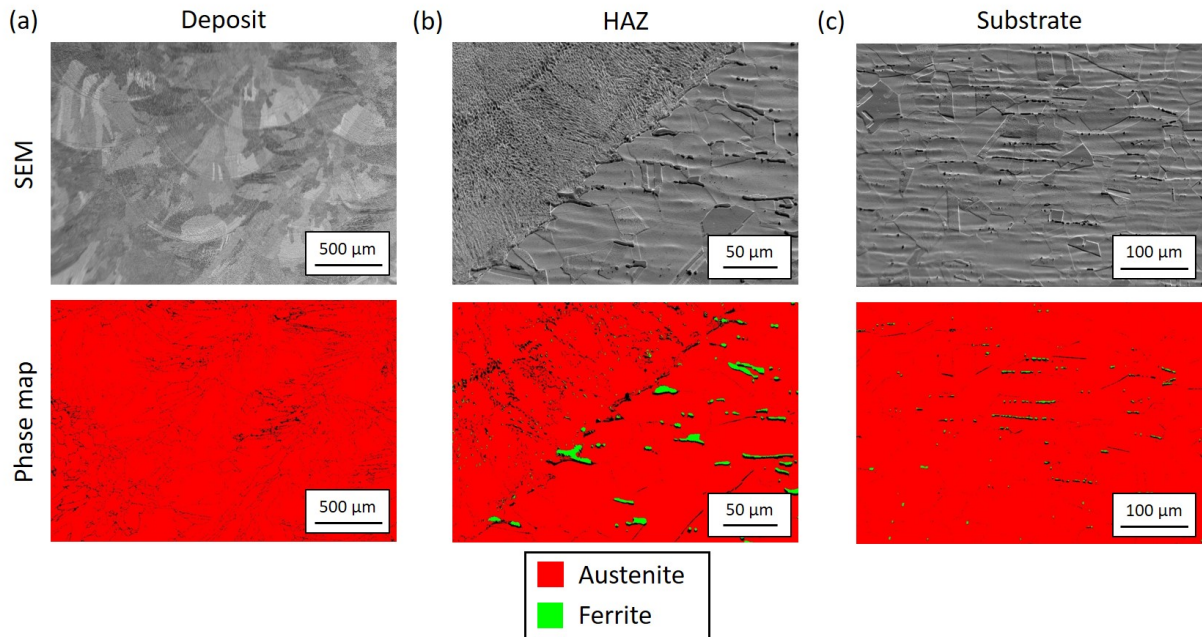 (a) Deposit
(b) HAZ
(c) Substrate
SEM
500 µm
50 µm
100 µm
Phase map
500 µm
50 µm
100 µm
Austenite
Ferrite